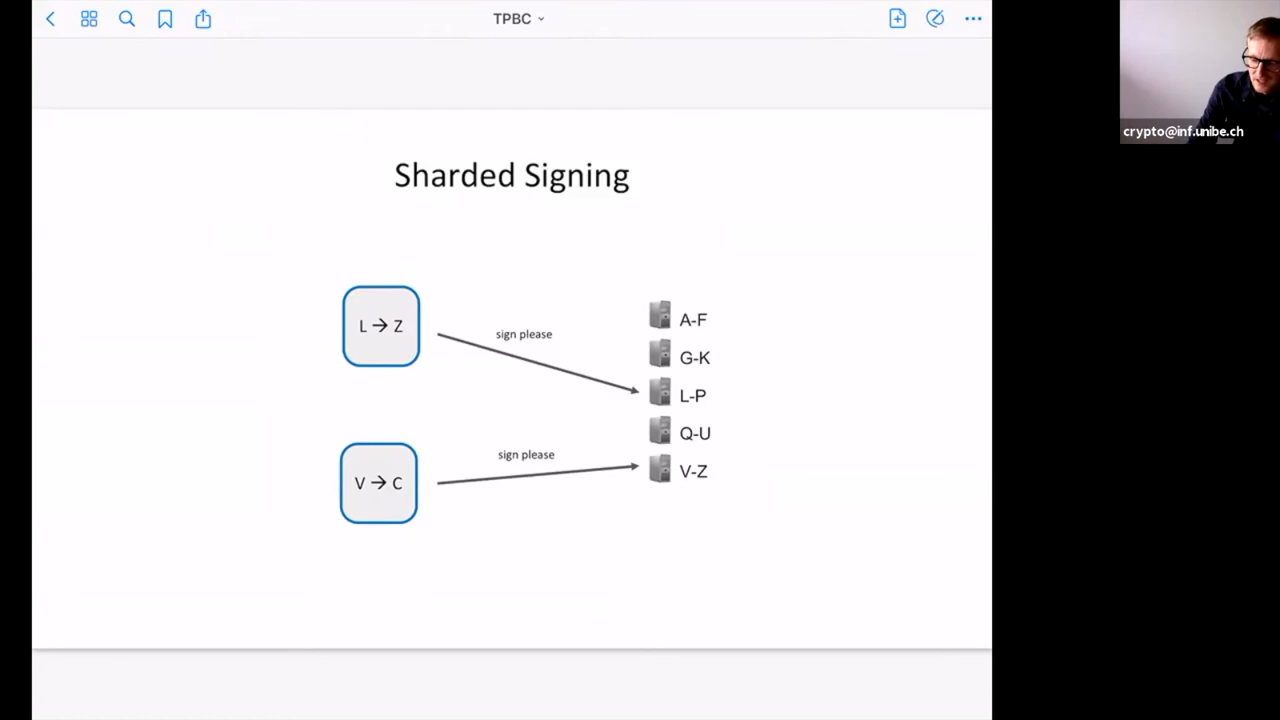 TPBC
crypto@inf.unibe.ch
Sharded Signing
L → Z
sign please
A-F
G-K
L-P
Q-U
V-Z
sign please
V → C